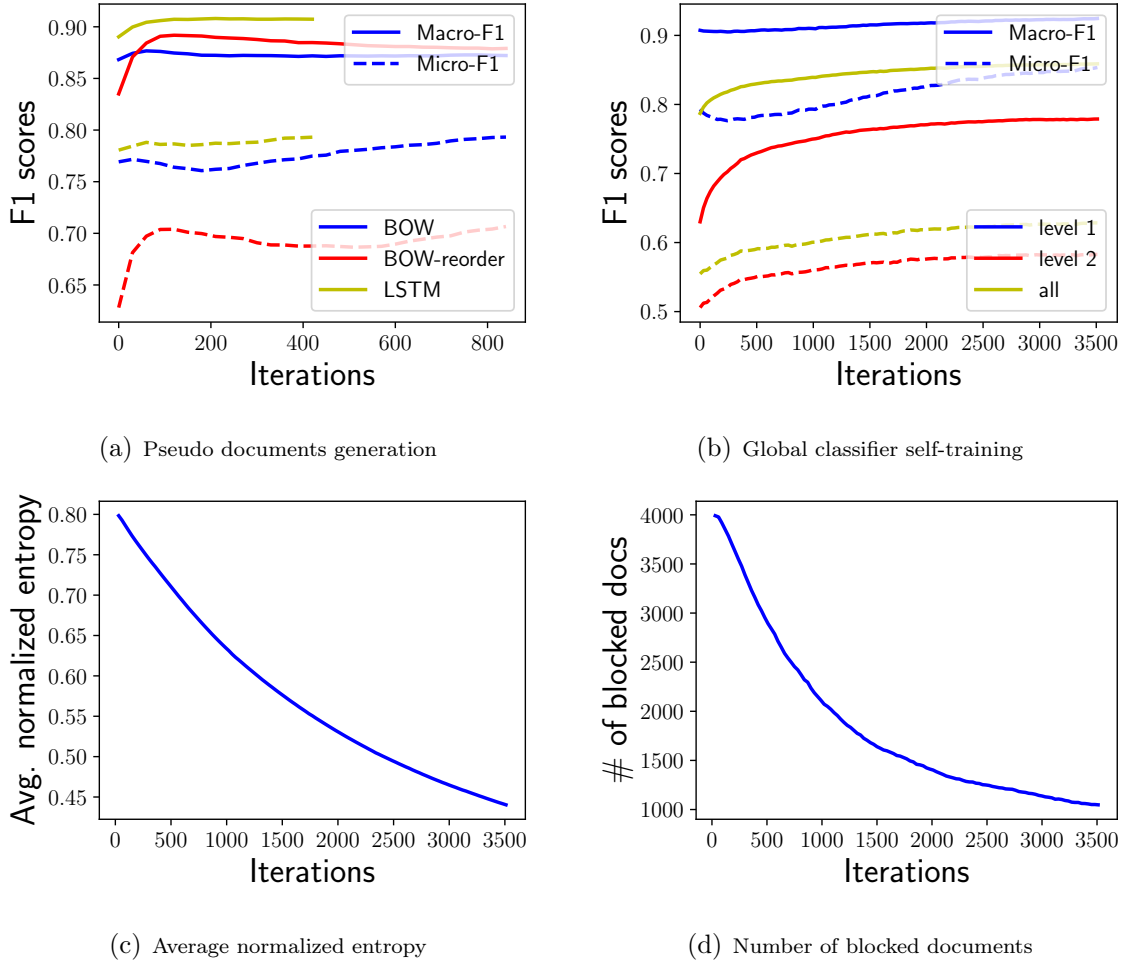 F1 scores
0.90
0.85
0.80
0.75
0.70
0.65
Macro-F1
Micro-F1
BOW
BOW-reorder
LSTM
0 200 400 600 800
Iterations
(a) Pseudo documents generation
F1 scores
0.9
0.8
0.7
0.6
0.5
Macro-F1
Micro-F1
level 1
level 2
all
0 500 1000 1500 2000 2500 3000 3500
Iterations
(b) Global classifier self-training
Avg. normalized entropy
0.80
0.75
0.70
0.65
0.60
0.55
0.50
0.45
0 500 1000 1500 2000 2500 3000 3500
Iterations
(c) Average normalized entropy
# of blocked docs
4000
3500
3000
2500
2000
1500
1000
0 500 1000 1500 2000 2500 3000 3500
Iterations
(d) Number of blocked documents